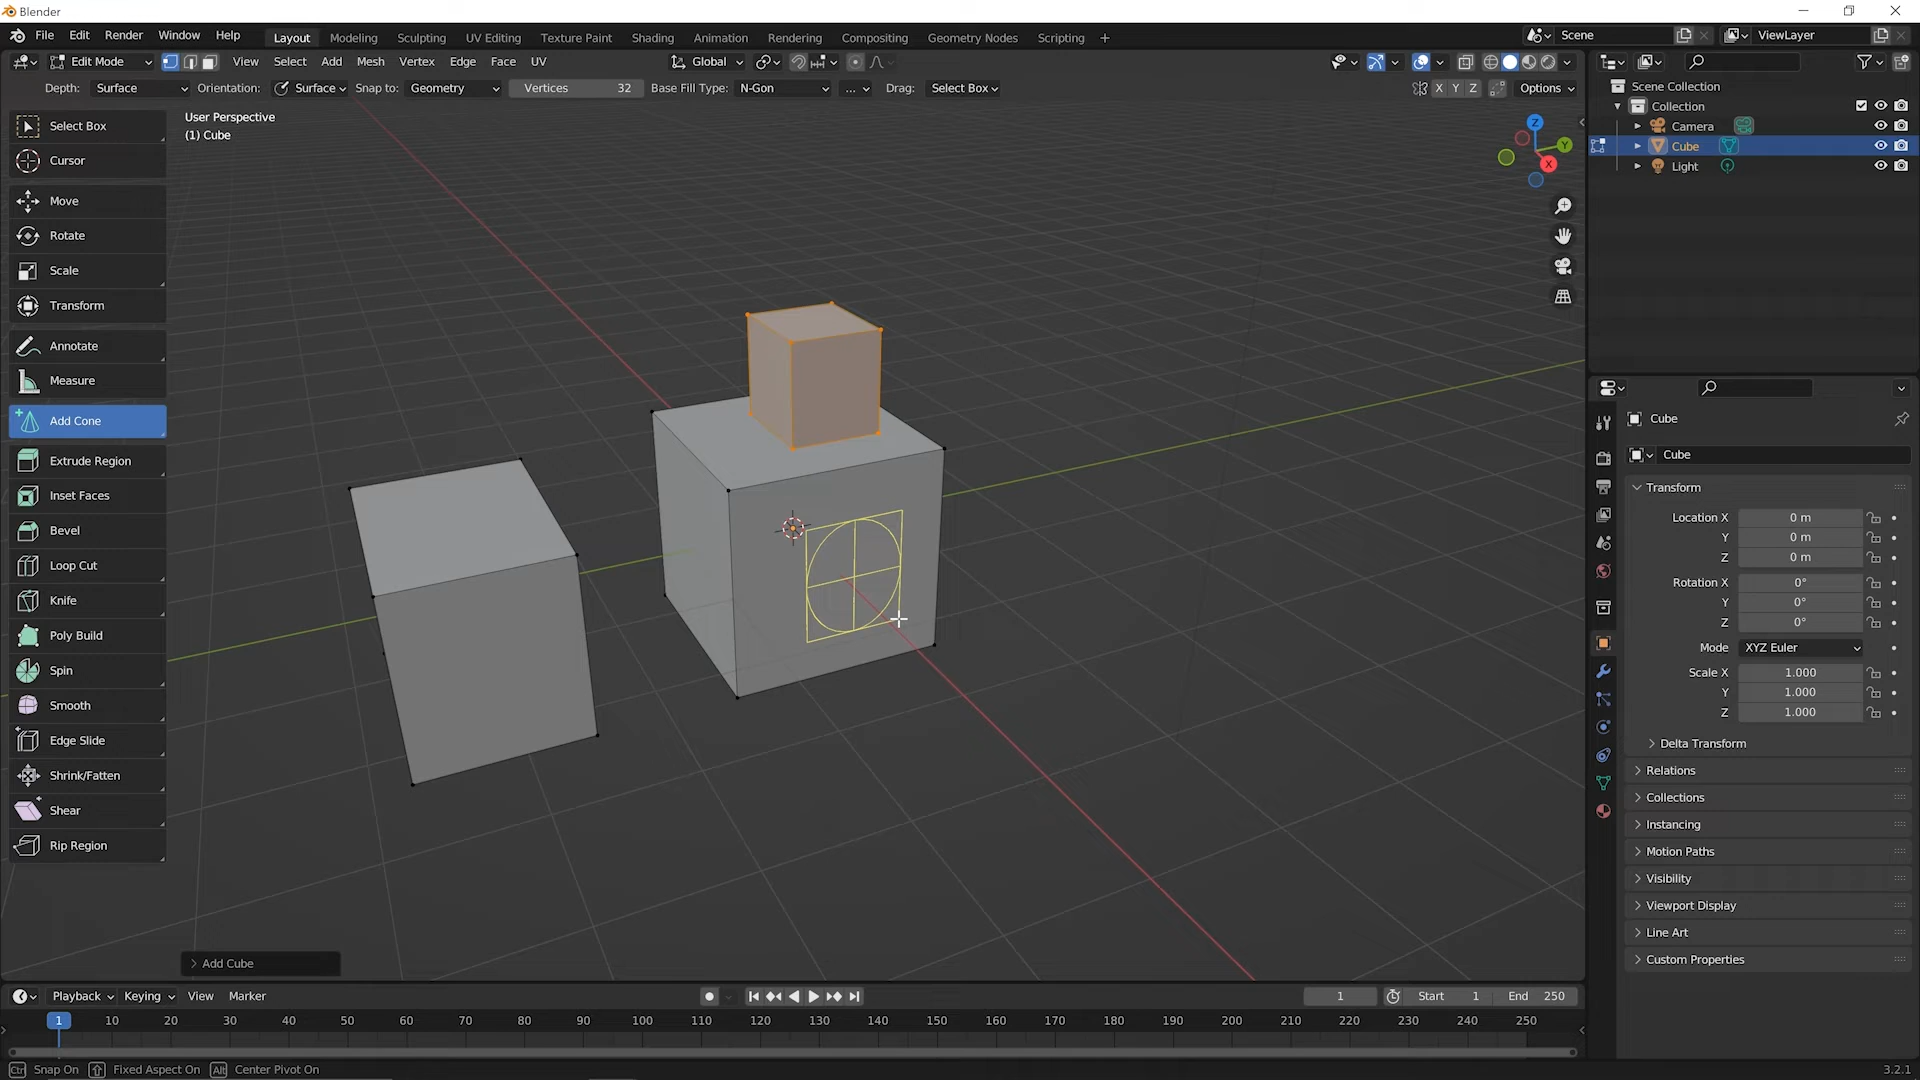 Blender
File Edit Render Window Help Layout Modeling Sculpting UV Editing Texture Paint Shading Animation Rendering Compositing Geometry Nodes Scripting + Scene ViewLayer
Edit Mode View Select Add Mesh Vertex Edge Face UV Global
Depth: Surface Orientation: Surface Snap to: Geometry Vertices 32 Base Fill Type: N-Gon ... Drag: Select Box X Y Z Options
User Perspective
(1) Cube
Select Box
Cursor
Move
Rotate
Scale
Transform
Annotate
Measure
Add Cone
Extrude Region
Inset Faces
Bevel
Loop Cut
Knife
Poly Build
Spin
Smooth
Edge Slide
Shrink/Fatten
Shear
Rip Region
Z
Y
X
Add Cube
Scene Collection
Collection
Camera
Cube
Light
Cube
Cube
Transform
Location X 0 m
Y 0 m
Z 0 m
Rotation X 0°
Y 0°
Z 0°
Mode XYZ Euler
Scale X 1.000
Y 1.000
Z 1.000
Delta Transform
Relations
Collections
Instancing
Motion Paths
Visibility
Viewport Display
Line Art
Custom Properties
Playback Keying View Marker 1 Start 1 End 250
1 10 20 30 40 50 60 70 80 90 100 110 120 130 140 150 160 170 180 190 200 210 220 230 240 250
Ctrl Snap On Fixed Aspect On Alt Center Pivot On 3.2.1